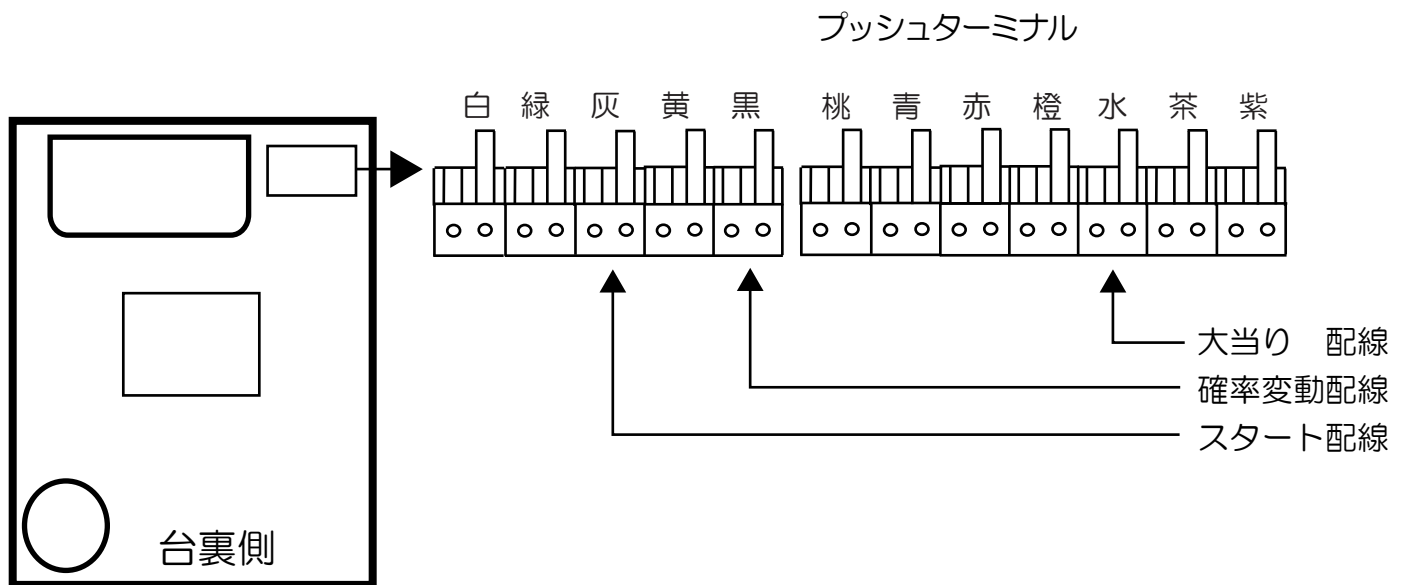 プッシュターミナル
白 緑 灰 黄 黒 桃 青 赤 橙 水 茶 紫
大当り　配線
確率変動配線
スタート配線
台裏側